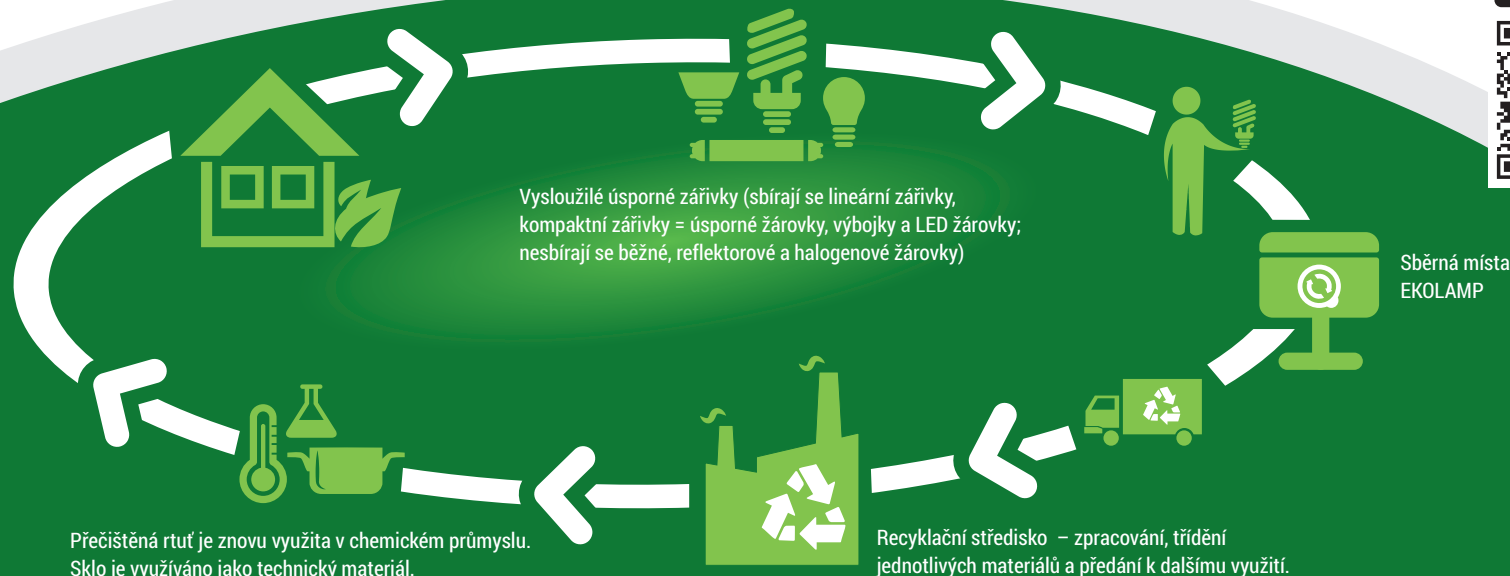 Vysloužilé úsporné zářivky (sbírají se lineární zářivky,
kompaktní zářivky = úsporné žárovky, výbojky a LED žárovky;
nesbírají se běžné, reflektorové a halogenové žárovky)
Sběrná místa
EKOLAMP
Recyklační středisko – zpracování, třídění
jednotlivých materiálů a předání k dalšímu využití.
Přečištěná rtuť je znovu využita v chemickém průmyslu.
Sklo je využíváno jako technický materiál.